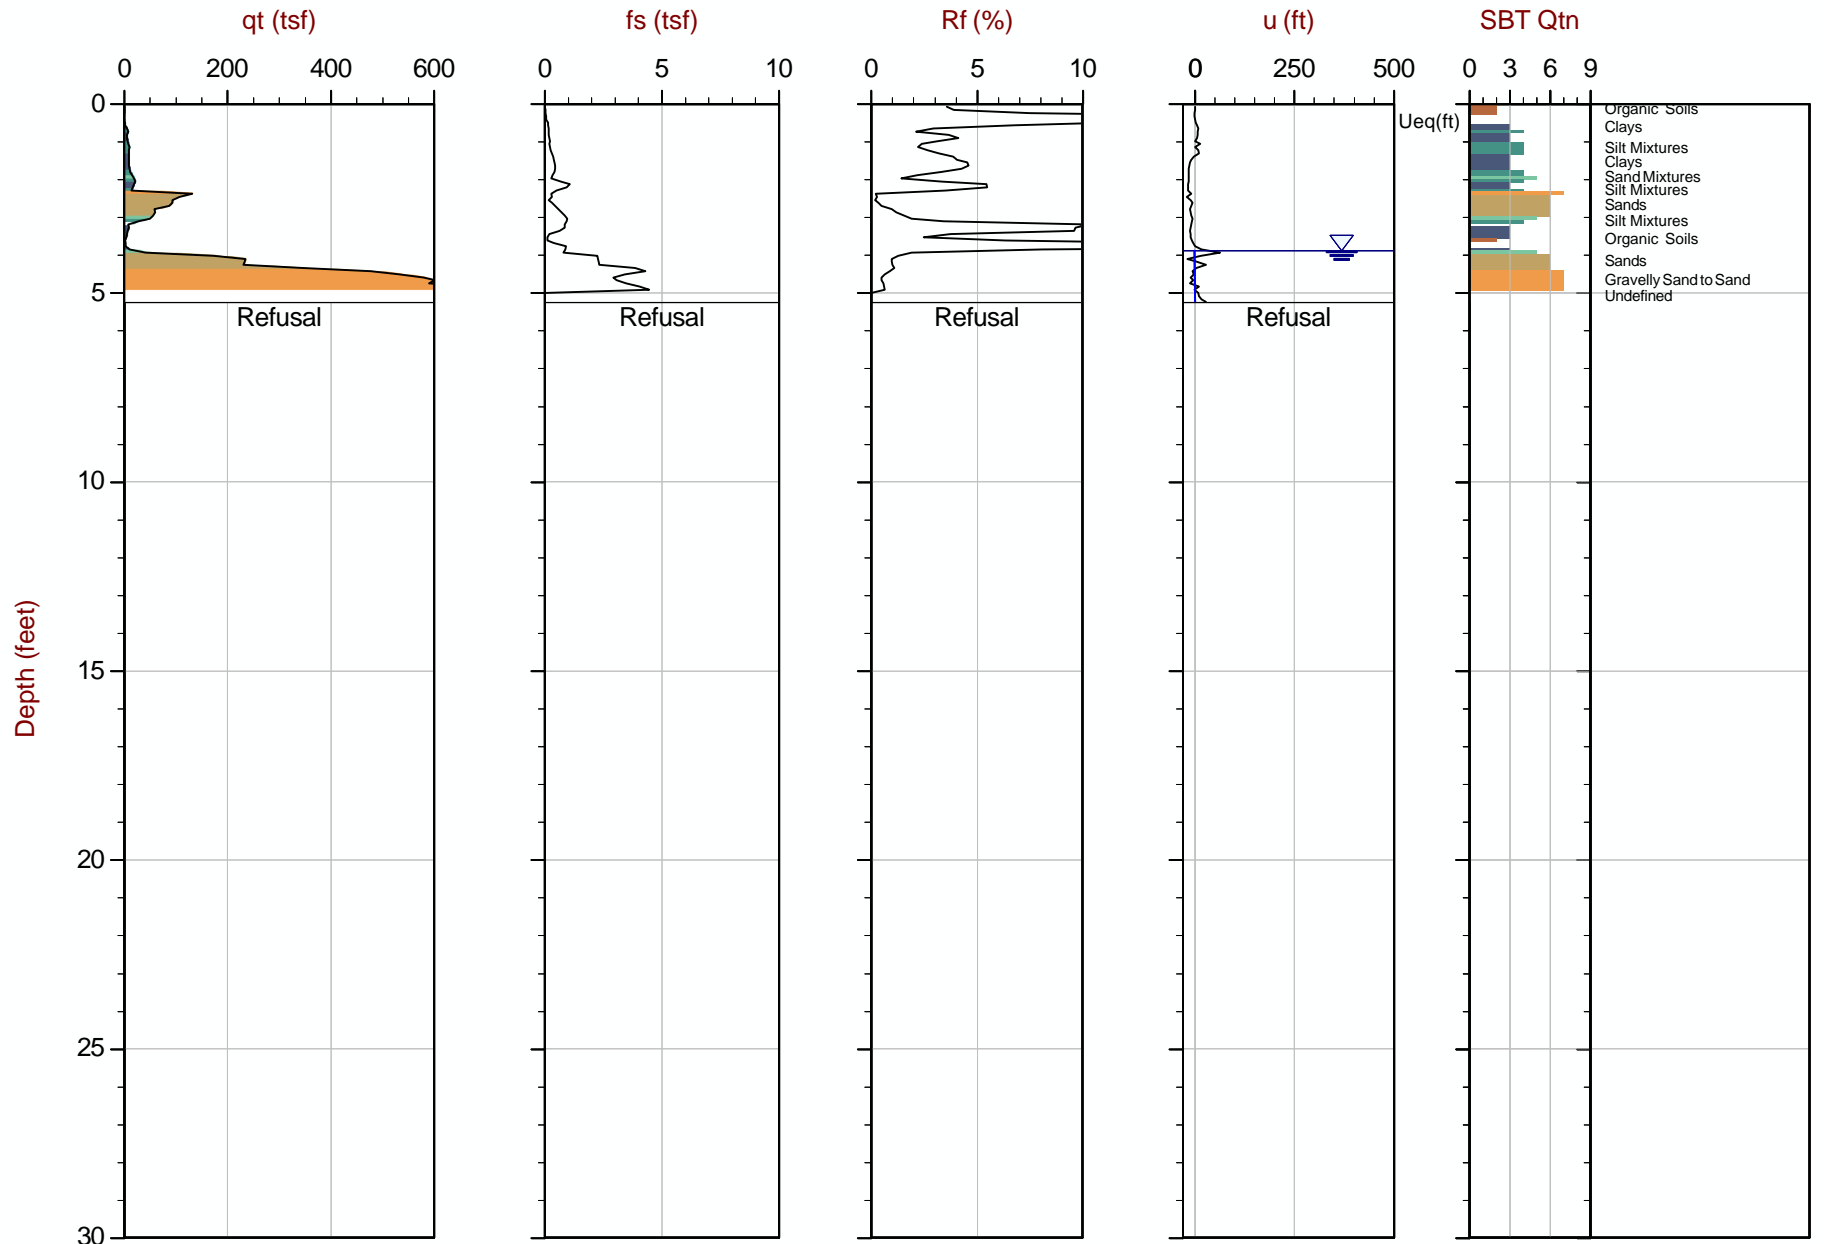 qt (tsf) fs (tsf) Rf (%) u (ft) SBT Qtn
0 200 400 600 0 5 10 0 5 10 0 250 500 0 3 6 9
0
Ueq(ft)
Organic Soils
Clays
Silt Mixtures
Clays
Sand Mixtures
Silt Mixtures
Sands
Silt Mixtures
Organic Soils
Sands
Gravelly Sand to Sand
Undefined
5
Refusal Refusal Refusal Refusal
10
15
Depth (feet)
20
25
30